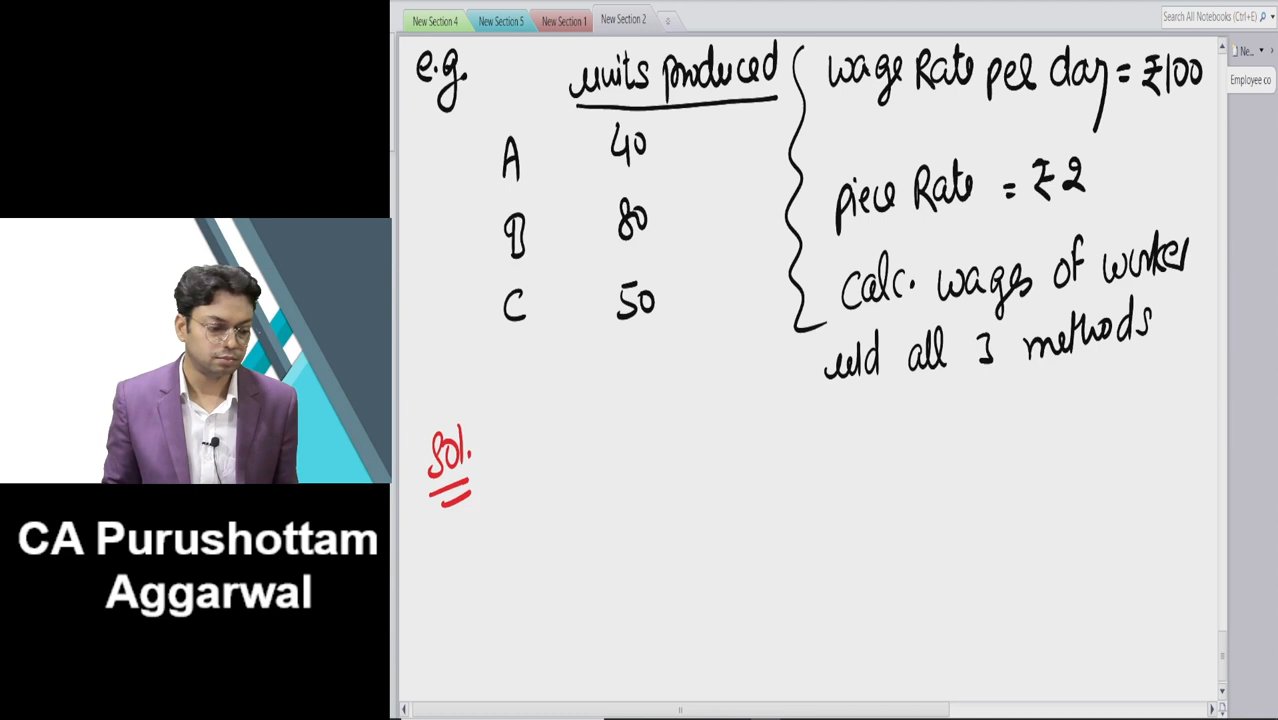 New Section 4 New Section 5 New Section 1 New Section 2
Search All Notebooks (Ctrl+E)
Ne...
Employee co
e.g. units produced
A 40
B 80
C 50
wage Rate per day = ₹100
piece Rate = ₹2
Calc. wages of worker
uld all 3 methods
Sol.
CA Purushottam
Aggarwal